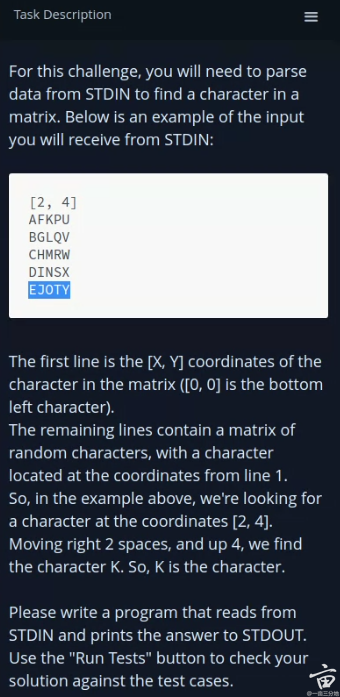 Task Description
For this challenge, you will need to parse
data from STDIN to find a character in a
matrix. Below is an example of the input
you will receive from STDIN:
[2, 4]
AFKPU
BGLQV
CHMRW
DINSX
EJOTY
The first line is the [X, Y] coordinates of the
character in the matrix ([0, 0] is the bottom
left character).
The remaining lines contain a matrix of
random characters, with a character
located at the coordinates from line 1.
So, in the example above, we're looking for
a character at the coordinates [2, 4].
Moving right 2 spaces, and up 4, we find
the character K. So, K is the character.
Please write a program that reads from
STDIN and prints the answer to STDOUT.
Use the "Run Tests" button to check your
solution against the test cases.
@一亩三分地